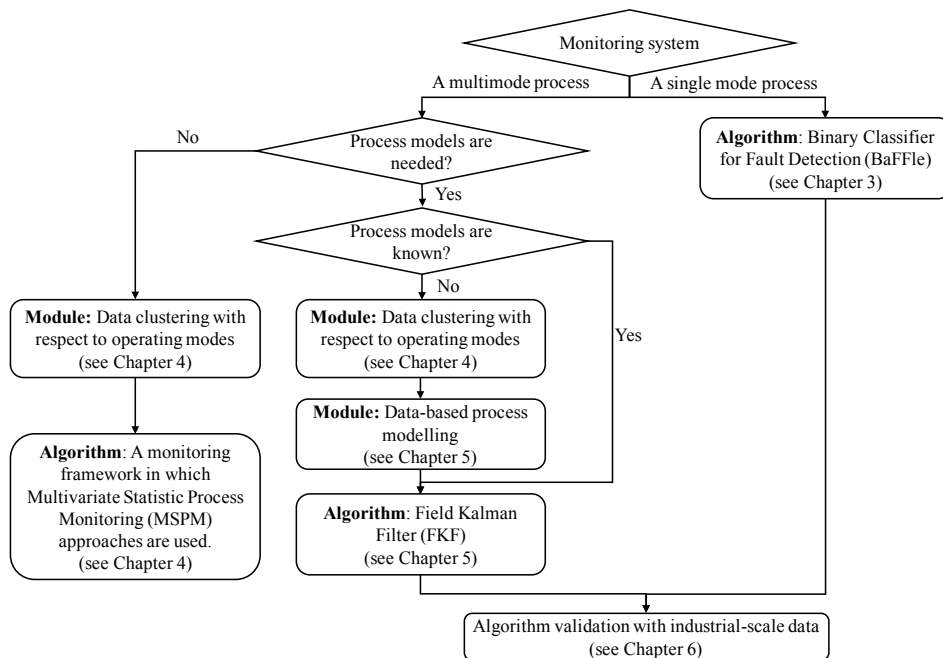 Monitoring system
A multimode process
A single mode process
No
Process models are
needed?
Algorithm: Binary Classifier
for Fault Detection (BaFFle)
(see Chapter 3)
Yes
Process models are
known?
No
Yes
Module: Data clustering with
respect to operating modes
(see Chapter 4)
Module: Data clustering with
respect to operating modes
(see Chapter 4)
Module: Data-based process
modelling
(see Chapter 5)
Algorithm: A monitoring
framework in which
Multivariate Statistic Process
Monitoring (MSPM)
approaches are used.
(see Chapter 4)
Algorithm: Field Kalman
Filter (FKF)
(see Chapter 5)
Algorithm validation with industrial-scale data
(see Chapter 6)